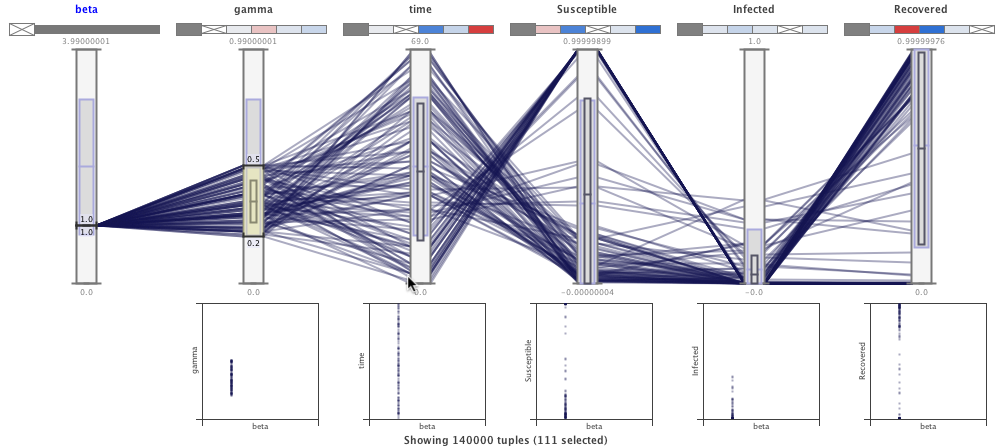 beta gamma time Susceptible Infected Recovered
3.99000001 0.99000001 69.0 0.99999899 1.0 0.99999976
0.5
1.0
1.0
0.2
0.0 0.0 0.0 −0.00000004 −0.0 0.0
gamma time Susceptible Infected Recovered
beta beta beta beta beta
Showing 140000 tuples (111 selected)